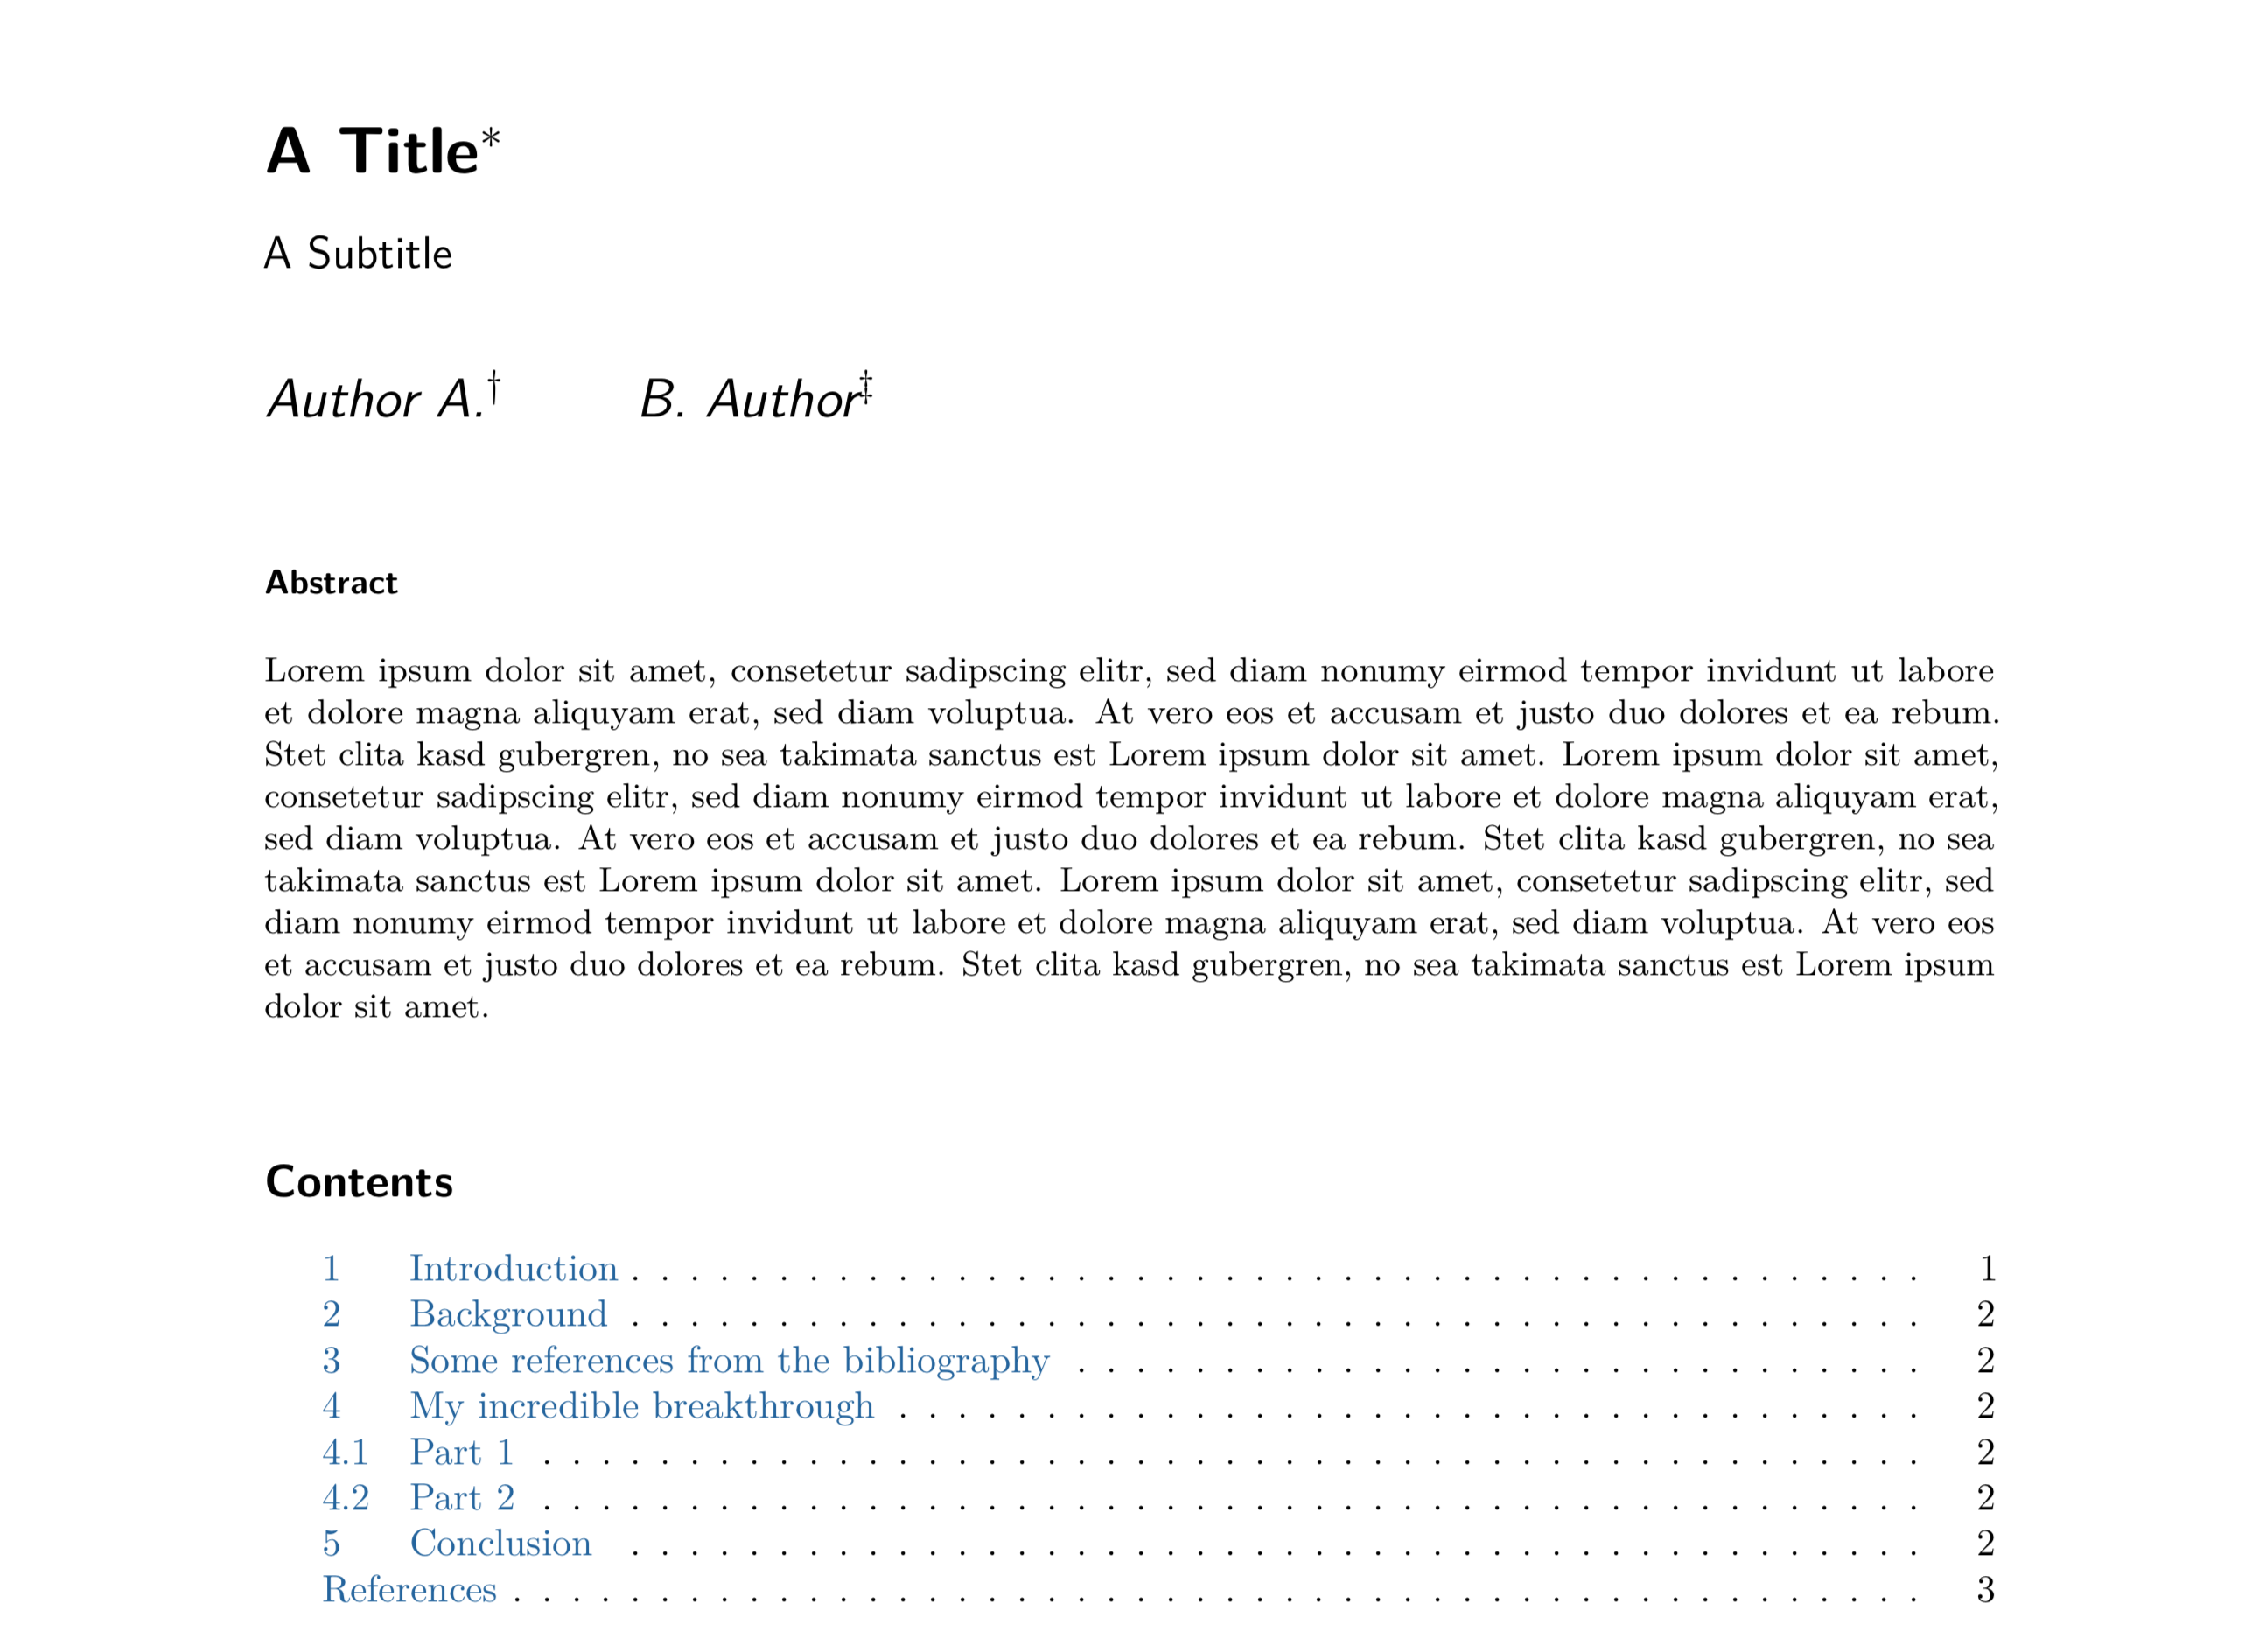 A Title*
A Subtitle
Author A.† B. Author‡
Abstract
Lorem ipsum dolor sit amet, consetetur sadipscing elitr, sed diam nonumy eirmod tempor invidunt ut labore
et dolore magna aliquyam erat, sed diam voluptua. At vero eos et accusam et justo duo dolores et ea rebum.
Stet clita kasd gubergren, no sea takimata sanctus est Lorem ipsum dolor sit amet. Lorem ipsum dolor sit amet,
consetetur sadipscing elitr, sed diam nonumy eirmod tempor invidunt ut labore et dolore magna aliquyam erat,
sed diam voluptua. At vero eos et accusam et justo duo dolores et ea rebum. Stet clita kasd gubergren, no sea
takimata sanctus est Lorem ipsum dolor sit amet. Lorem ipsum dolor sit amet, consetetur sadipscing elitr, sed
diam nonumy eirmod tempor invidunt ut labore et dolore magna aliquyam erat, sed diam voluptua. At vero eos
et accusam et justo duo dolores et ea rebum. Stet clita kasd gubergren, no sea takimata sanctus est Lorem ipsum
dolor sit amet.
Contents
1 Introduction . . . . . . . . . . . . . . . . . . . . . . . . . . . . . . . . . . . . . . . . . . . . 1
2 Background . . . . . . . . . . . . . . . . . . . . . . . . . . . . . . . . . . . . . . . . . . . . 2
3 Some references from the bibliography . . . . . . . . . . . . . . . . . . . . . . . . . . . . . 2
4 My incredible breakthrough . . . . . . . . . . . . . . . . . . . . . . . . . . . . . . . . . . . 2
4.1 Part 1 . . . . . . . . . . . . . . . . . . . . . . . . . . . . . . . . . . . . . . . . . . . . . . . 2
4.2 Part 2 . . . . . . . . . . . . . . . . . . . . . . . . . . . . . . . . . . . . . . . . . . . . . . . 2
5 Conclusion . . . . . . . . . . . . . . . . . . . . . . . . . . . . . . . . . . . . . . . . . . . . 2
References . . . . . . . . . . . . . . . . . . . . . . . . . . . . . . . . . . . . . . . . . . . . . . . . 3